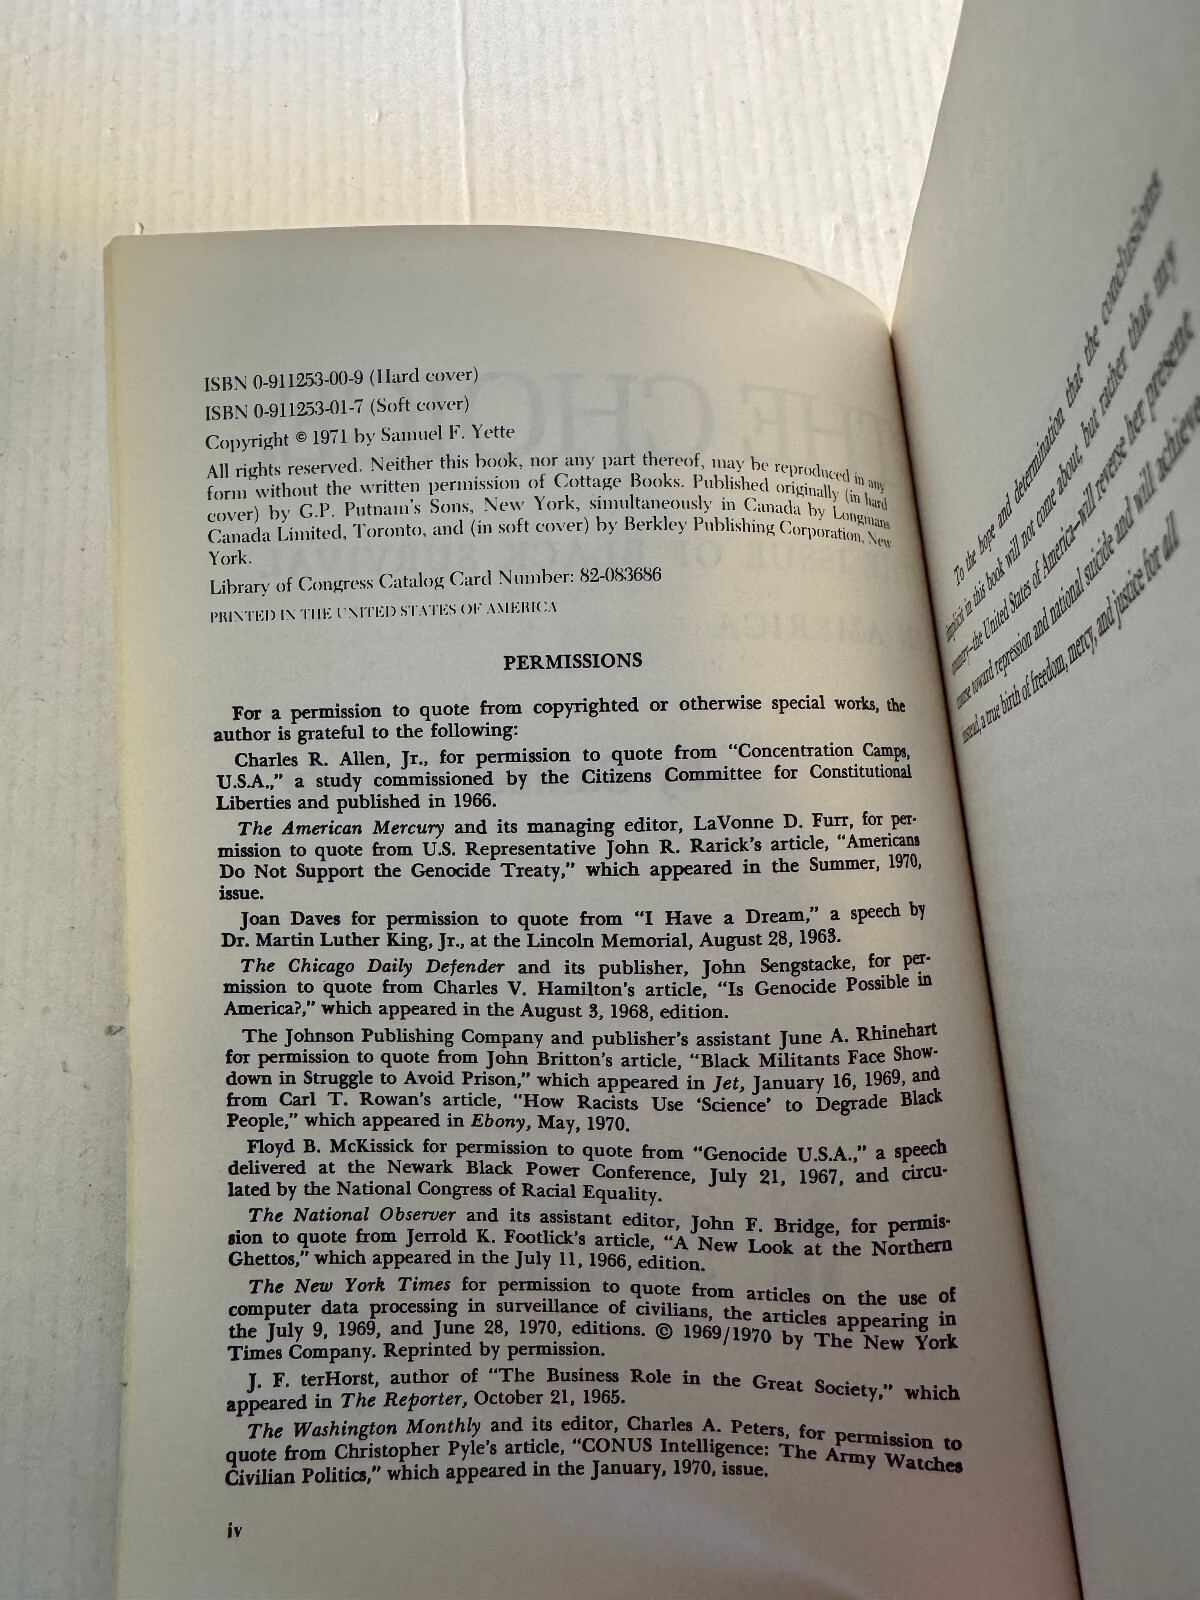 ISBN 0-911253-00-9 (Hard cover)
ISBN 0-911253-01-7 (Soft cover)
Copyright © 1971 by Samuel F. Yette
All rights reserved. Neither this book, nor any part thereof, may be reproduced in any
form without the written permission of Cottage Books. Published originally (in hard
cover) by G.P. Putnam's Sons, New York, simultaneously in Canada by Longmans
Canada Limited, Toronto, and (in soft cover) by Berkley Publishing Corporation, New
York.
Library of Congress Catalog Card Number: 82-083686
PRINTED IN THE UNITED STATES OF AMERICA
PERMISSIONS
For a permission to quote from copyrighted or otherwise special works, the
author is grateful to the following:
Charles R. Allen, Jr., for permission to quote from "Concentration Camps,
U.S.A.," a study commissioned by the Citizens Committee for Constitutional
Liberties and published in 1966.
The American Mercury and its managing editor, LaVonne D. Furr, for per-
mission to quote from U.S. Representative John R. Rarick's article, "Americans
Do Not Support the Genocide Treaty," which appeared in the Summer, 1970,
issue.
Joan Daves for permission to quote from "I Have a Dream," a speech by
Dr. Martin Luther King, Jr., at the Lincoln Memorial, August 28, 1963.
The Chicago Daily Defender and its publisher, John Sengstacke, for per-
mission to quote from Charles V. Hamilton's article, "Is Genocide Possible in
America?," which appeared in the August 3, 1968, edition.
The Johnson Publishing Company and publisher's assistant June A. Rhinehart
for permission to quote from John Britton's article, "Black Militants Face Show-
down in Struggle to Avoid Prison," which appeared in Jet, January 16, 1969, and
from Carl T. Rowan's article, "How Racists Use 'Science' to Degrade Black
People," which appeared in Ebony, May, 1970.
Floyd B. McKissick for permission to quote from "Genocide U.S.A.," a speech
delivered at the Newark Black Power Conference, July 21, 1967, and circu-
lated by the National Congress of Racial Equality.
The National Observer and its assistant editor, John F. Bridge, for permis-
sion to quote from Jerrold K. Footlick's article, "A New Look at the Northern
Ghettos," which appeared in the July 11, 1966, edition.
The New York Times for permission to quote from articles on the use of
computer data processing in surveillance of civilians, the articles appearing in
the July 9, 1969, and June 28, 1970, editions. © 1969/1970 by The New York
Times Company. Reprinted by permission.
J. F. terHorst, author of "The Business Role in the Great Society," which
appeared in The Reporter, October 21, 1965.
The Washington Monthly and its editor, Charles A. Peters, for permission to
quote from Christopher Pyle's article, "CONUS Intelligence: The Army Watches
Civilian Politics," which appeared in the January, 1970, issue.
iv
To the hope and determination that the conclusions
implicit in this book will not come about, but rather that my
country—the United States of America—will reverse her present
course toward repression and national suicide and will achieve
instead, a true birth of freedom, mercy, and justice for all